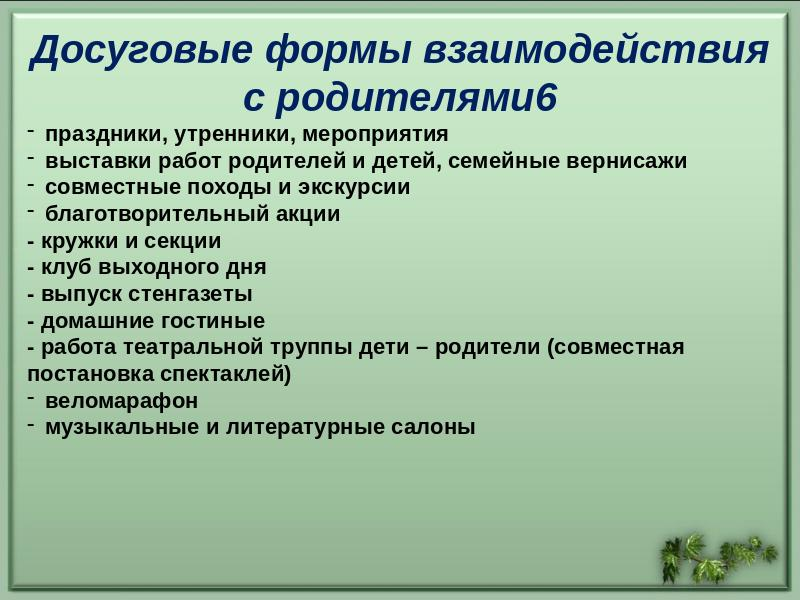 Досуговые формы взаимодействия
с родителями6
- праздники, утренники, мероприятия
- выставки работ родителей и детей, семейные вернисажи
- совместные походы и экскурсии
- благотворительный акции
- кружки и секции
- клуб выходного дня
- выпуск стенгазеты
- домашние гостиные
- работа театральной труппы дети – родители (совместная
постановка спектаклей)
- веломарафон
- музыкальные и литературные салоны